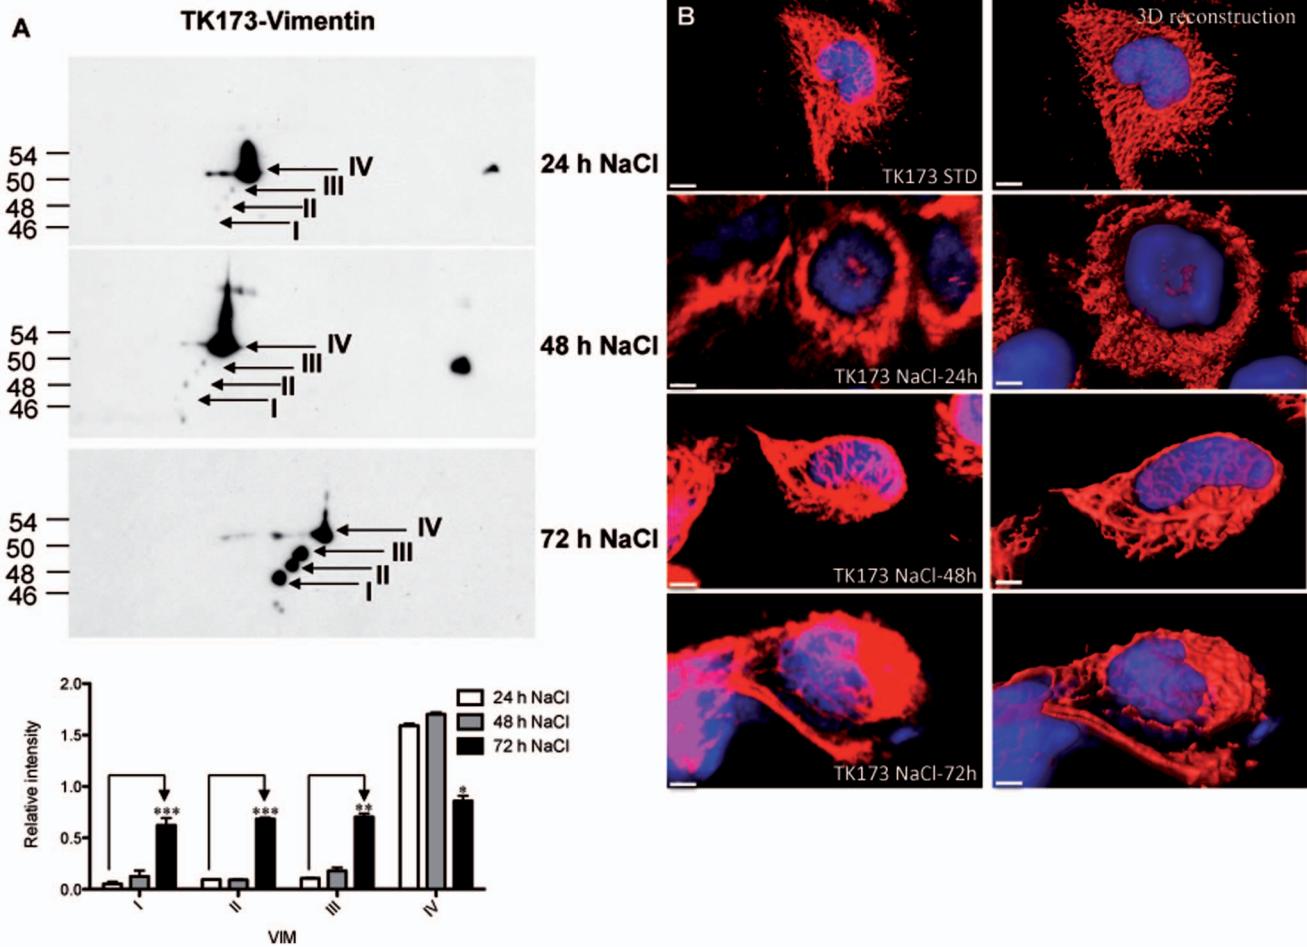 A
TK173-Vimentin
54
50
48
46
IV
III
II
I
24 h NaCl
54
50
48
46
IV
III
II
I
48 h NaCl
54
50
48
46
IV
III
II
I
72 h NaCl
2.0
1.5
1.0
0.5
0.0
Relative intensity
24 h NaCl
48 h NaCl
72 h NaCl
***
***
**
*
I
II
III
IV
VIM
B
3D reconstruction
TK173 STD
TK173 NaCl-24h
TK173 NaCl-48h
TK173 NaCl-72h